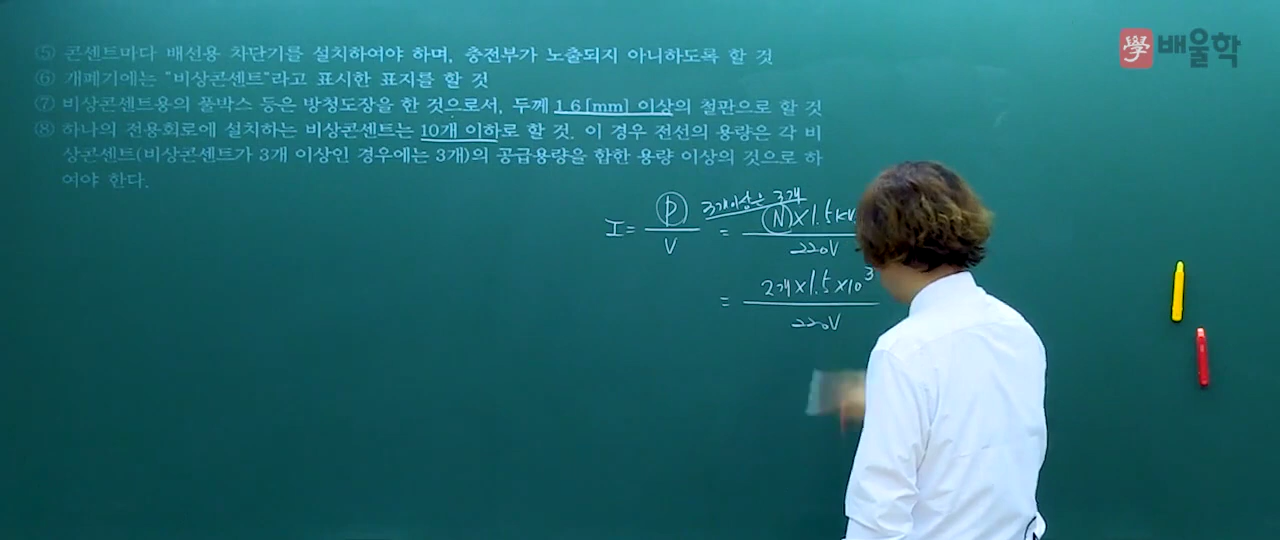 ⑤ 콘센트마다 배선용 차단기를 설치하여야 하며, 충전부가 노출되지 아니하도록 할 것
⑥ 개폐기에는 "비상콘센트"라고 표시한 표지를 할 것
⑦ 비상콘센트용의 풀박스 등은 방청도장을 한 것으로서, 두께 1.6[mm] 이상의 철판으로 할 것
⑧ 하나의 전용회로에 설치하는 비상콘센트는 10개 이하로 할 것. 이 경우 전선의 용량은 각 비
상콘센트(비상콘센트가 3개 이상인 경우에는 3개)의 공급용량을 합한 용량 이상의 것으로 하
여야 한다.
學 배울학
3개이상은 3개
I = P/V = N×1.5KV/220V
= 2개×1.5×10³/220V